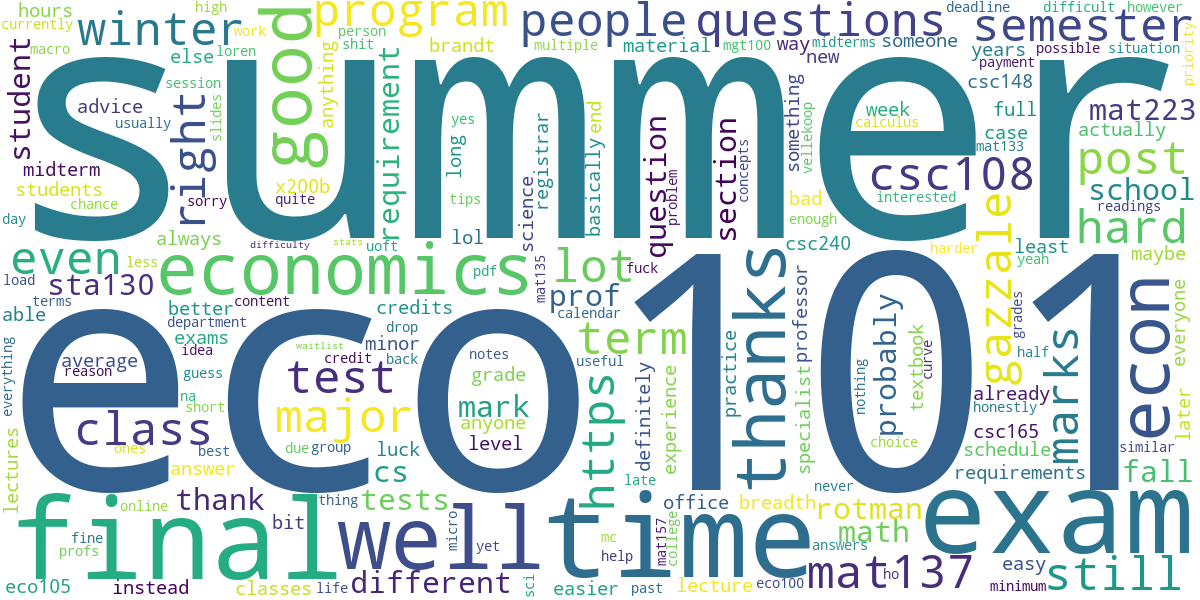 hours
high
currently
macro
winter
work
loren
shit
person
program
people
questions
deadline
difficult
however
semester
student
else
session
slides
good
anything
brandt
multiple
material
mgt100
way
midterms
someone
new
years
possible
situation
payment
csc148
priority
summer
advice
usually
right
requirement
yes
long
tips
registrar
end
basically
science
question
problem
section
concepts
something
vellekoop
week
calculus
full
mat223
case
actually
mat133
csc108
post
school
readings
interested
midterm
students
chance
day
sorry
x200b
quite
always
bad
enough
hard
even
less
difficulty
stats
uoft
lol
csc240
harder
gazzale
least
yeah
maybe
load
sta130
economics
pdf
mat135
lot
fuck
prof
calendar
thanks
professor
eco101
terms
able
content
better
department
credits
exams
idea
minor
drop
waitlist
credit
back
term
useful
notes
everything
average
reason
guess
test
grade
mark
na
short
major
anyone
level
class
ones
best
due
group
luck
cs
answer
https
definitely
experience
practice
specialist
nothing
probably
textbook
curve
choice
grades
half
already
honestly
csc165
schedule
requirements
marks
econ
everyone
later
similar
fall
lectures
final
online
thank
thing
tests
bit
well
micro
yet
time
late
office
mat157
college
breadth
never
rotman
math
answers
exam
fine
profs
mc
help
eco105
instead
classes
life
different
sci
easier
past
lecture
eco100
mat137
ho
easy
minimum
still